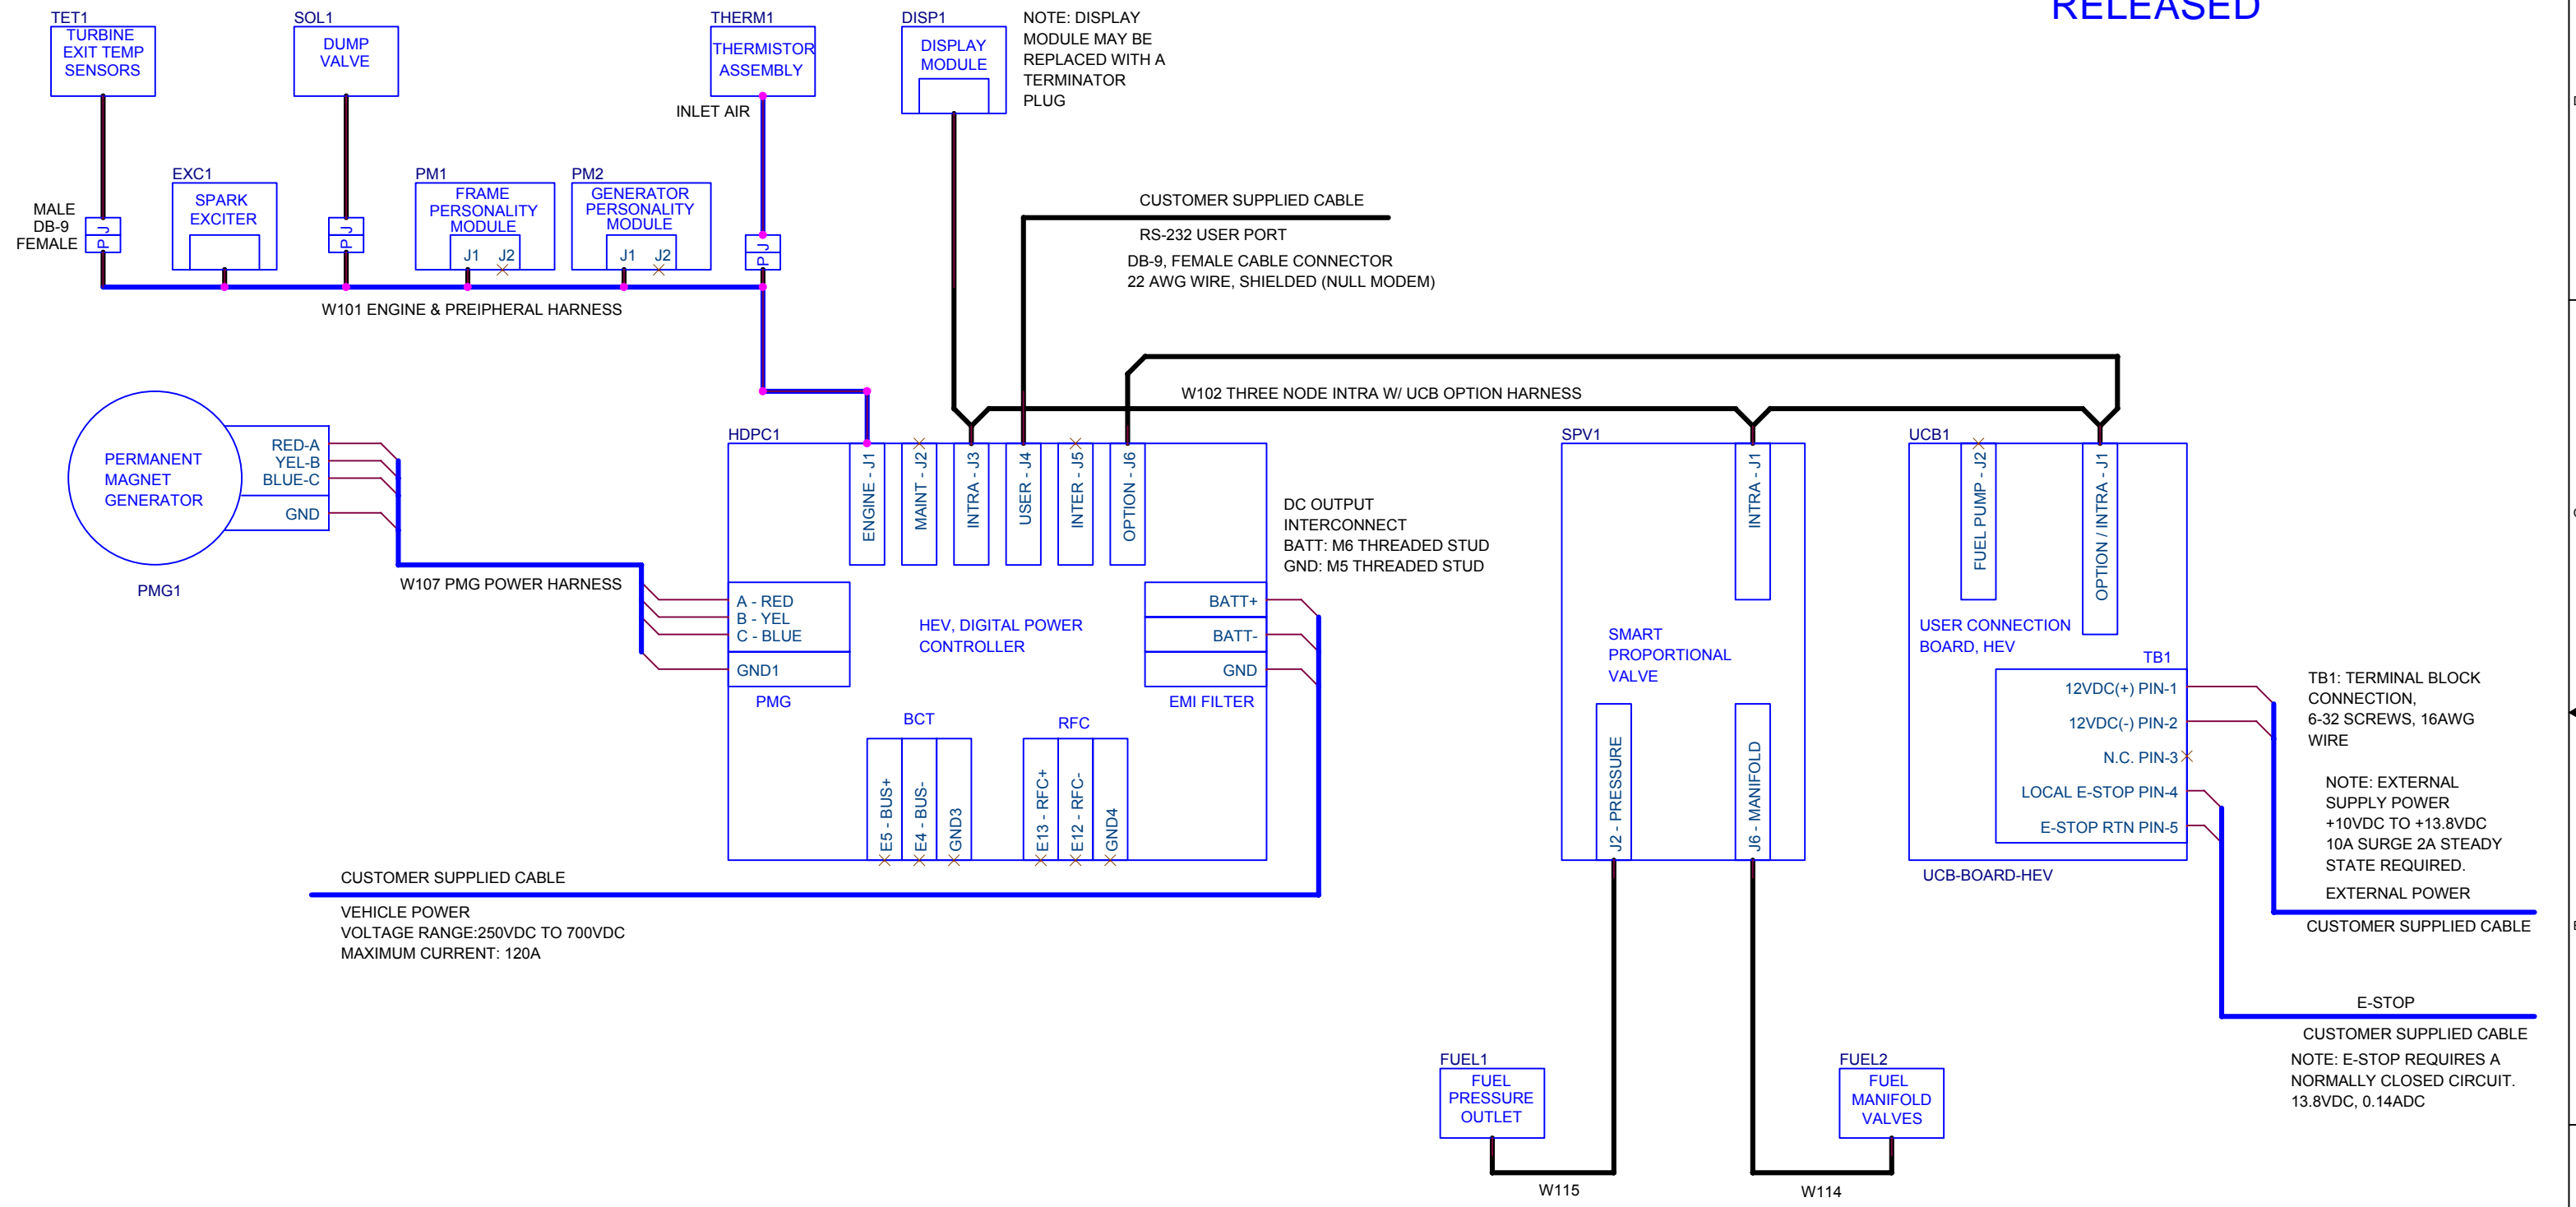 RELEASED
TET1
TURBINE
EXIT TEMP
SENSORS
SOL1
DUMP
VALVE
THERM1
THERMISTOR
ASSEMBLY
INLET AIR
DISP1
DISPLAY
MODULE
NOTE: DISPLAY
MODULE MAY BE
REPLACED WITH A
TERMINATOR
PLUG
MALE
DB-9
FEMALE
J
P
EXC1
SPARK
EXCITER
J
P
PM1
FRAME
PERSONALITY
MODULE
J1 J2
PM2
GENERATOR
PERSONALITY
MODULE
J1 J2
J
P
W101 ENGINE & PREIPHERAL HARNESS
CUSTOMER SUPPLIED CABLE
RS-232 USER PORT
DB-9, FEMALE CABLE CONNECTOR
22 AWG WIRE, SHIELDED (NULL MODEM)
W102 THREE NODE INTRA W/ UCB OPTION HARNESS
PERMANENT
MAGNET
GENERATOR
RED-A
YEL-B
BLUE-C
GND
PMG1
W107 PMG POWER HARNESS
HDPC1
ENGINE - J1
MAINT - J2
INTRA - J3
USER - J4
INTER - J5
OPTION - J6
A - RED
B - YEL
C - BLUE
GND1
PMG
HEV, DIGITAL POWER
CONTROLLER
BATT+
BATT-
GND
EMI FILTER
DC OUTPUT
INTERCONNECT
BATT: M6 THREADED STUD
GND: M5 THREADED STUD
BCT
E5 - BUS+
E4 - BUS-
GND3
RFC
E13 - RFC+
E12 - RFC-
GND4
CUSTOMER SUPPLIED CABLE
VEHICLE POWER
VOLTAGE RANGE:250VDC TO 700VDC
MAXIMUM CURRENT: 120A
SPV1
INTRA - J1
SMART
PROPORTIONAL
VALVE
J2 - PRESSURE
J6 - MANIFOLD
UCB1
FUEL PUMP - J2
OPTION / INTRA - J1
USER CONNECTION
BOARD, HEV
TB1
12VDC(+) PIN-1
12VDC(-) PIN-2
N.C. PIN-3
LOCAL E-STOP PIN-4
E-STOP RTN PIN-5
UCB-BOARD-HEV
TB1: TERMINAL BLOCK
CONNECTION,
6-32 SCREWS, 16AWG
WIRE
NOTE: EXTERNAL
SUPPLY POWER
+10VDC TO +13.8VDC
10A SURGE 2A STEADY
STATE REQUIRED.
EXTERNAL POWER
CUSTOMER SUPPLIED CABLE
E-STOP
CUSTOMER SUPPLIED CABLE
NOTE: E-STOP REQUIRES A
NORMALLY CLOSED CIRCUIT.
13.8VDC, 0.14ADC
FUEL1
FUEL
PRESSURE
OUTLET
W115
FUEL2
FUEL
MANIFOLD
VALVES
W114